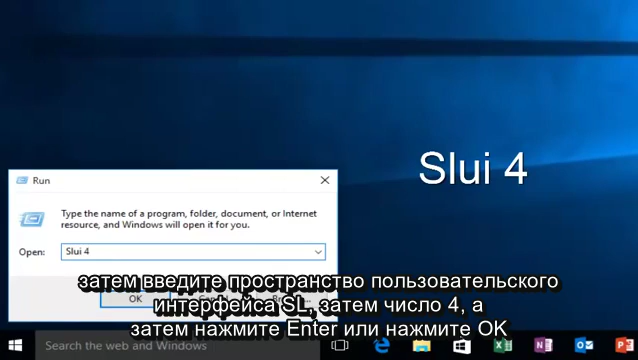 Slui 4
Run
Type the name of a program, folder, document, or Internet
resource, and Windows will open it for you.
Open:
Slui 4
OK
затем введите пространство пользовательского
интерфейса SL, затем число 4, а
затем нажмите Enter или нажмите OK
Search the web and Windows